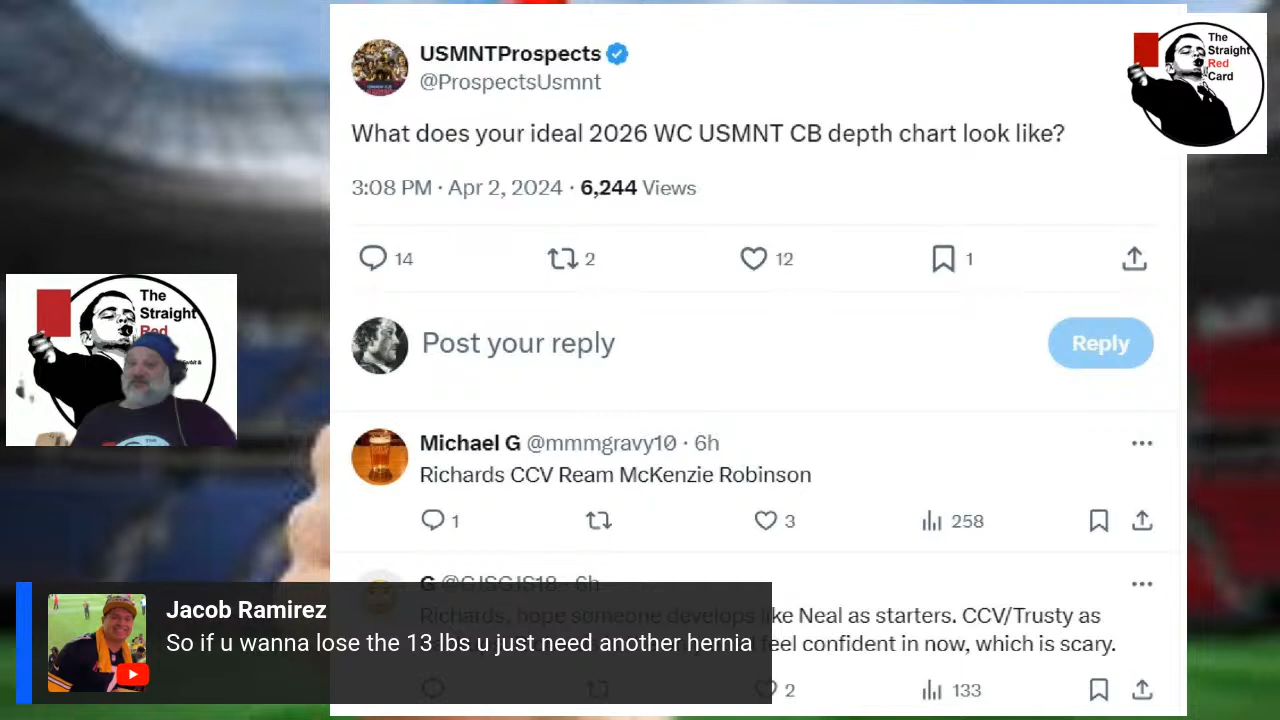 USMNTProspects
@ProspectsUsmnt
What does your ideal 2026 WC USMNT CB depth chart look like?
3:08 PM · Apr 2, 2024 · 6,244 Views
14
2
12
1
Post your reply
Reply
Michael G @mmmgravy10 · 6h
Richards CCV Ream McKenzie Robinson
1
3
258
G @GJSGJS18 · 6h
Richards, hope someone develops like Neal as starters. CCV/Trusty as
feel confident in now, which is scary.
2
133
The
Straight
Red
Card
The
Straight
Red
Jacob Ramirez
So if u wanna lose the 13 lbs u just need another hernia